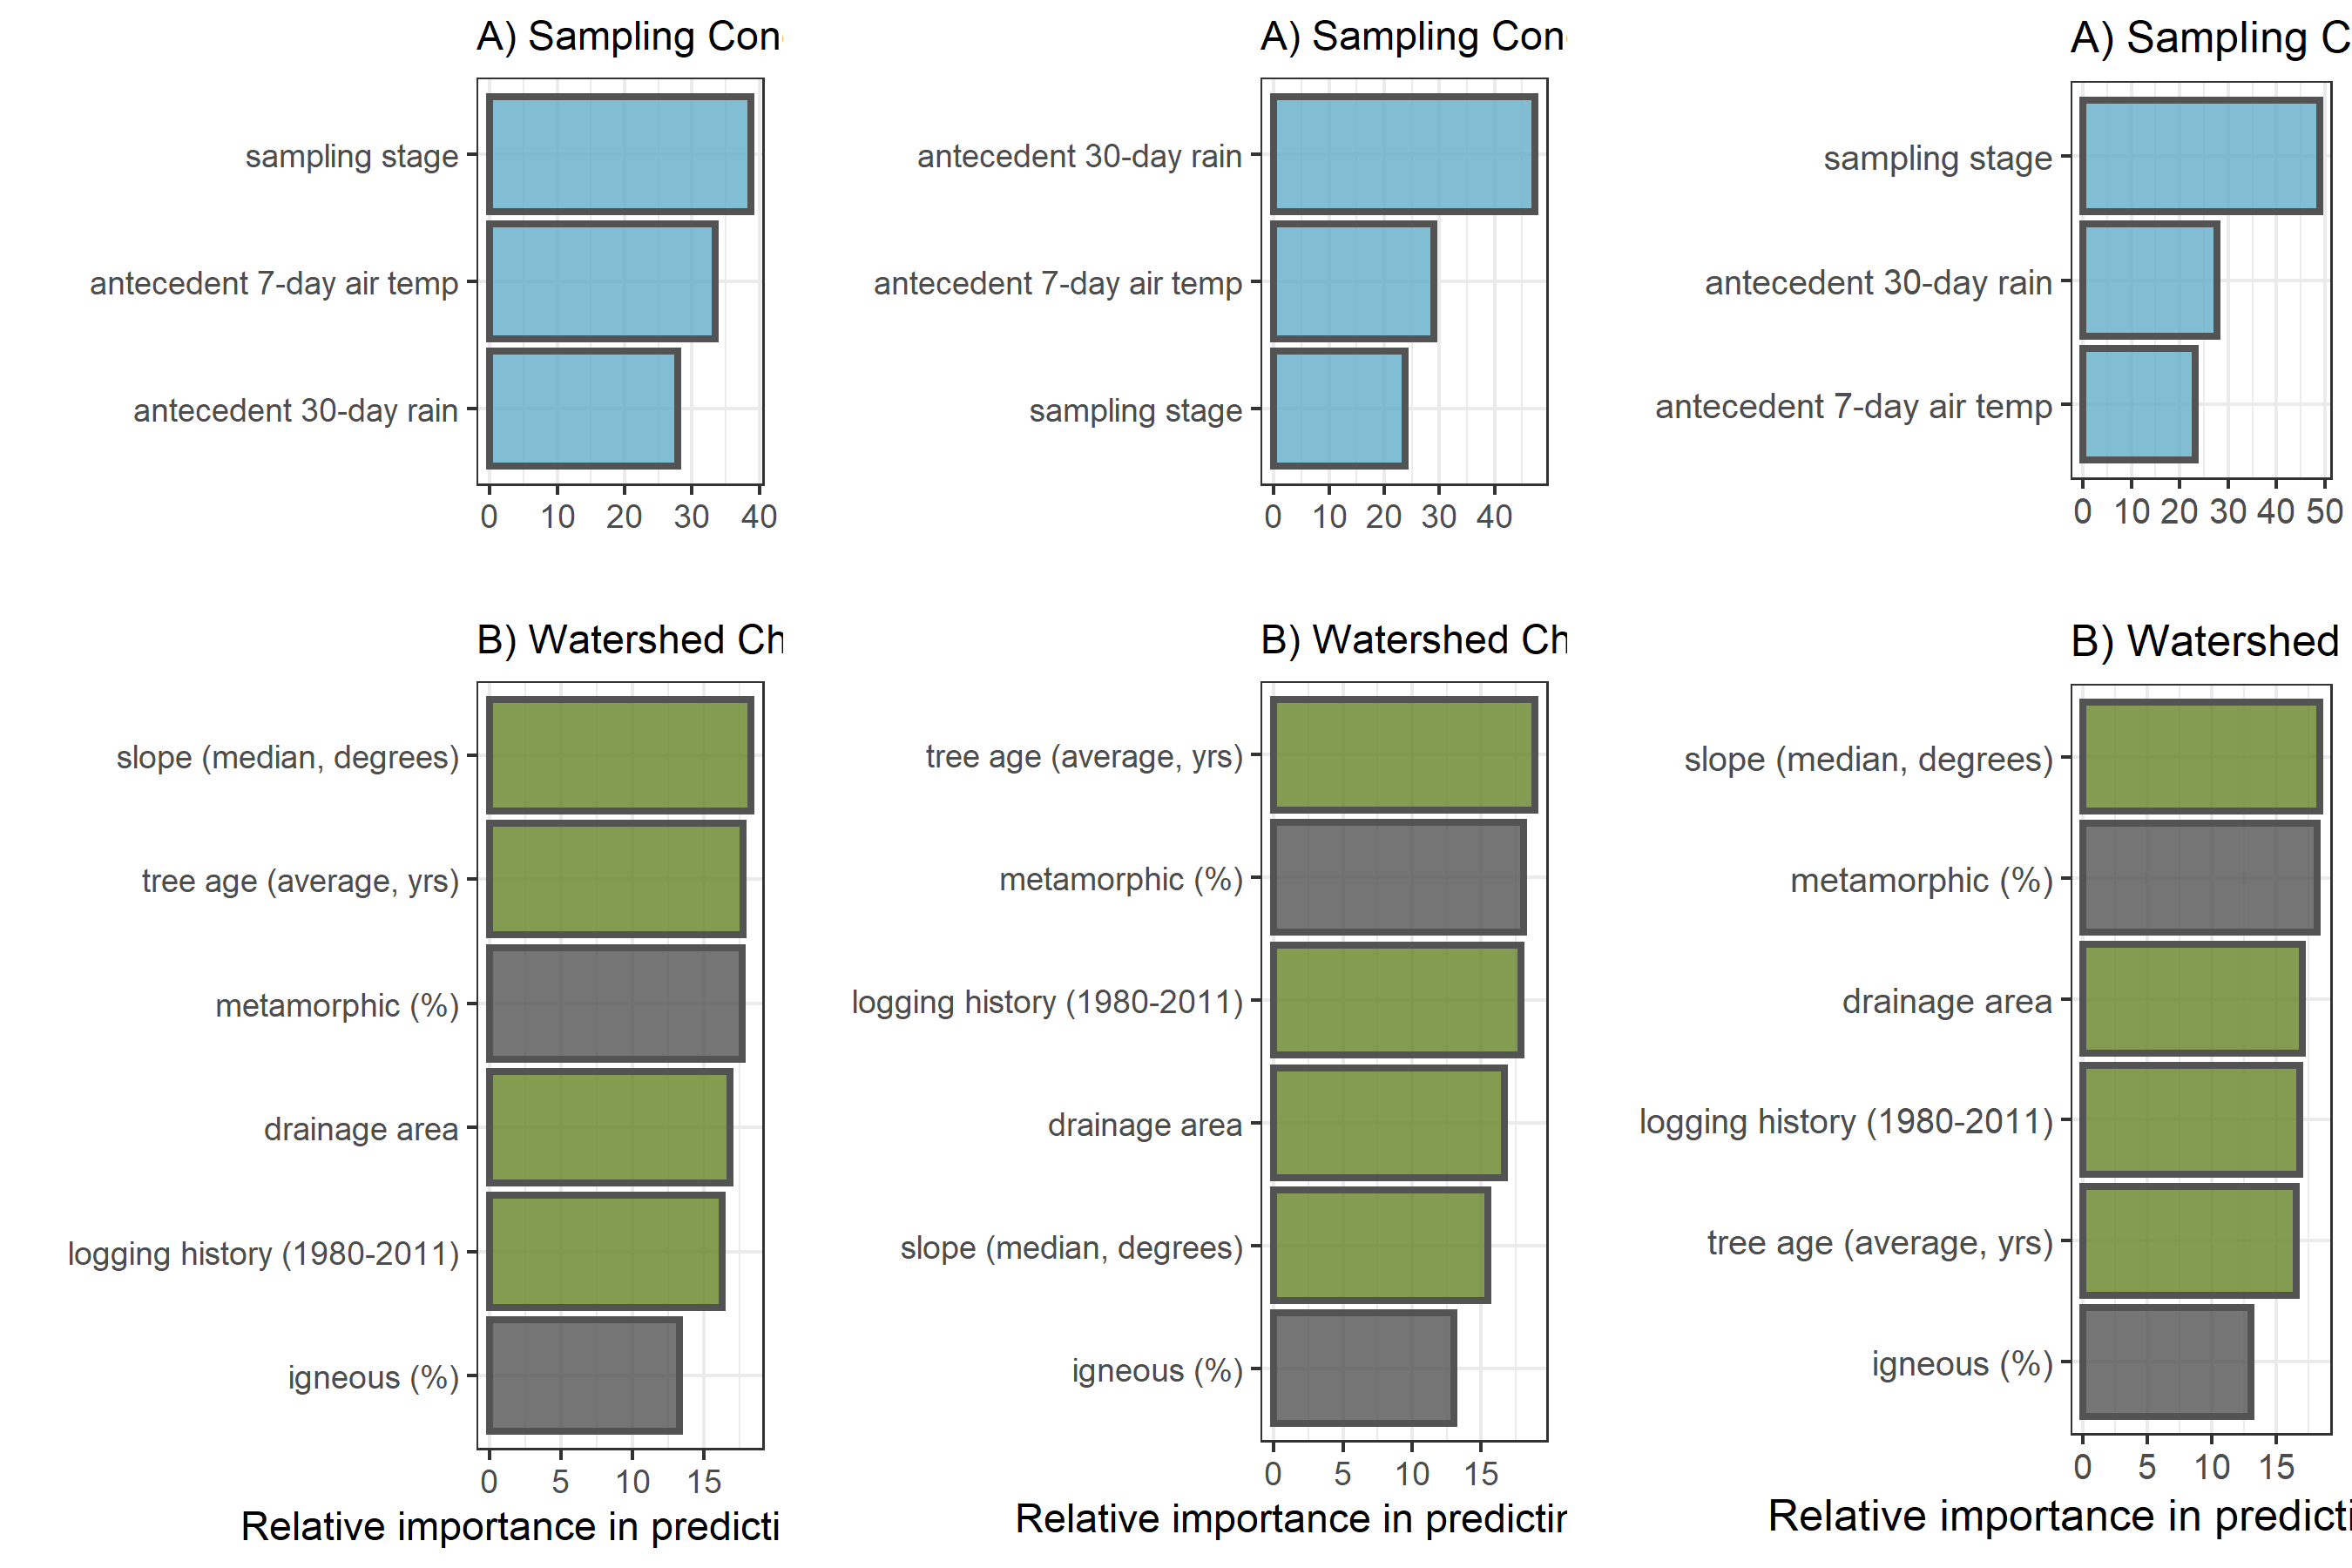 A) Sampling Con
sampling stage
antecedent 7-day air temp
antecedent 30-day rain
0 10 20 30 40
B) Watershed Ch
slope (median, degrees)
tree age (average, yrs)
metamorphic (%)
drainage area
logging history (1980-2011)
igneous (%)
0 5 10 15
Relative importance in predicti
A) Sampling Con
antecedent 30-day rain
antecedent 7-day air temp
sampling stage
0 10 20 30 40
B) Watershed Ch
tree age (average, yrs)
metamorphic (%)
logging history (1980-2011)
drainage area
slope (median, degrees)
igneous (%)
0 5 10 15
Relative importance in predictin
A) Sampling C
sampling stage
antecedent 30-day rain
antecedent 7-day air temp
0 10 20 30 40 50
B) Watershed
slope (median, degrees)
metamorphic (%)
drainage area
logging history (1980-2011)
tree age (average, yrs)
igneous (%)
0 5 10 15
Relative importance in predicti